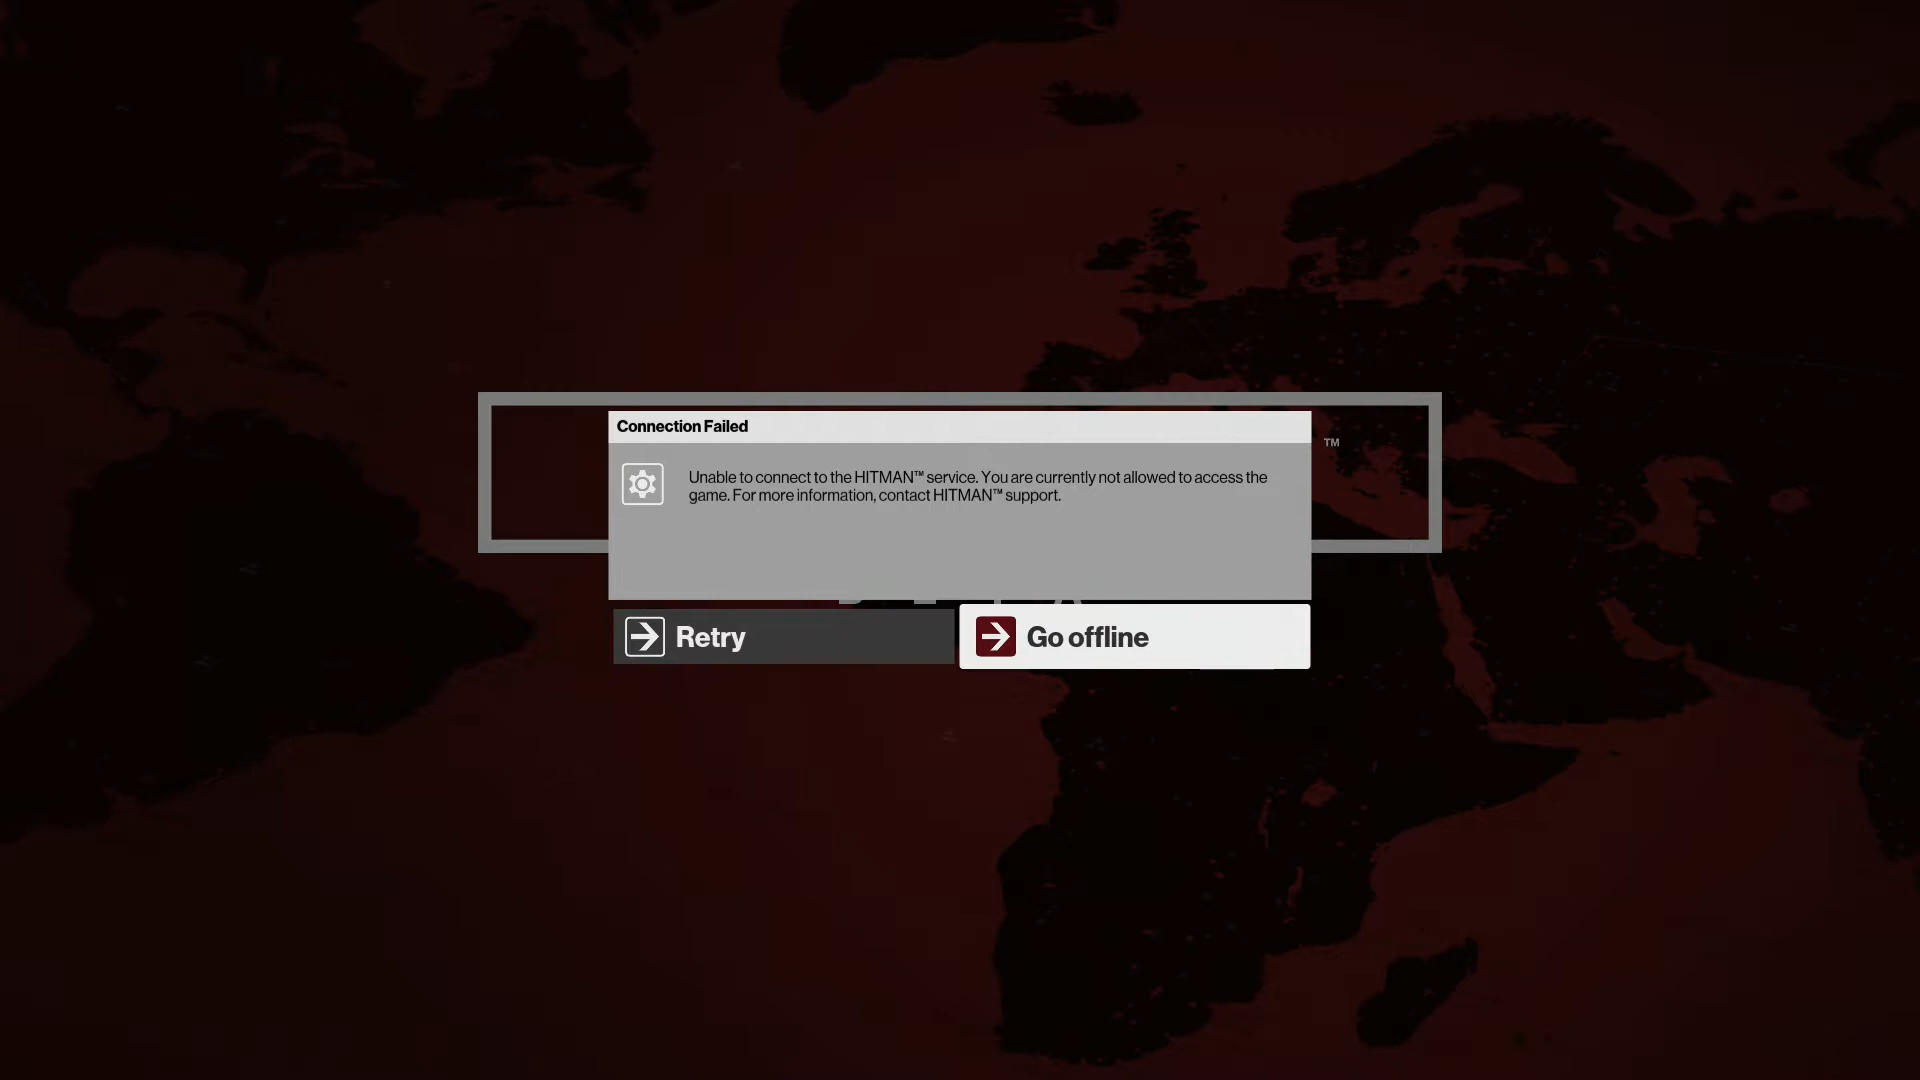 Connection Failed
TM
Unable to connect to the HITMAN™ service. You are currently not allowed to access the
game. For more information, contact HITMAN™ support.
Retry
Go offline